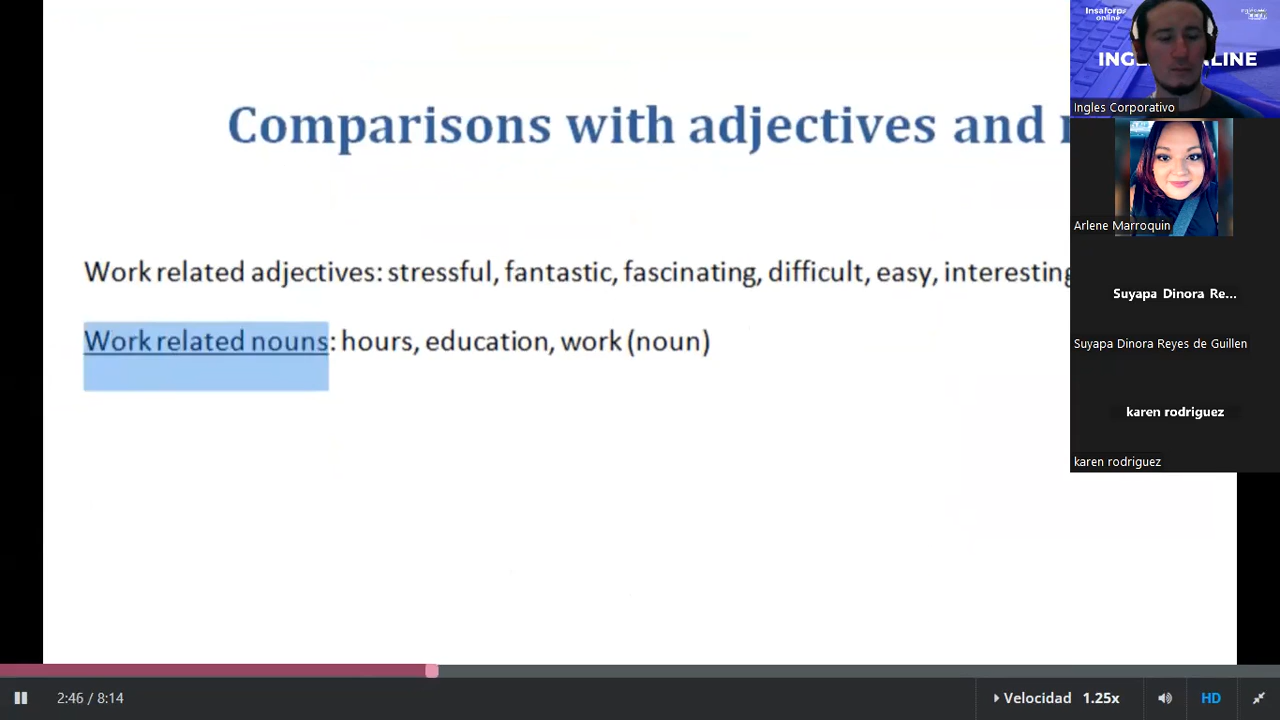 Insaforp
online
INGL
ALINE
Ingles Corporativo
Comparisons with adjectives and
Arlene Marroquin
Work related adjectives: stressful, fantastic, fascinating, difficult, easy, interesting
Suyapa Dinora Re...
Work related nouns: hours, education, work (noun)
Suyapa Dinora Reyes de Guillen
karen rodriguez
karen rodriguez
2:46 / 8:14
Velocidad 1.25x
HD